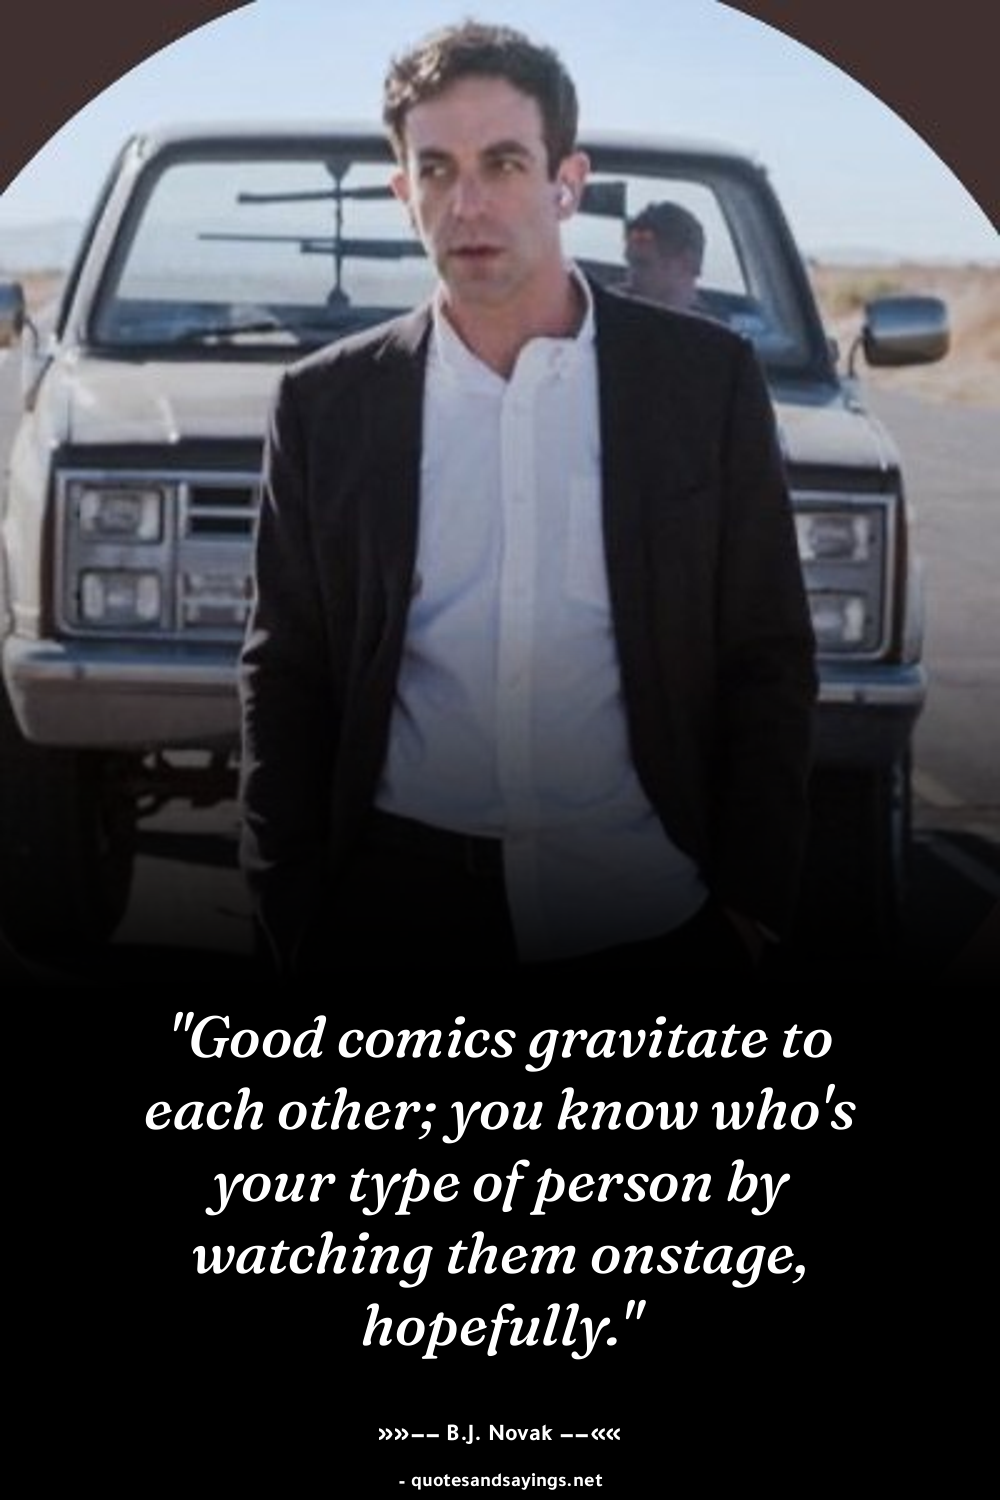 "Good comics gravitate to
each other; you know who's
your type of person by
watching them onstage,
hopefully."
»»–– B.J. Novak ––««
- quotesandsayings.net